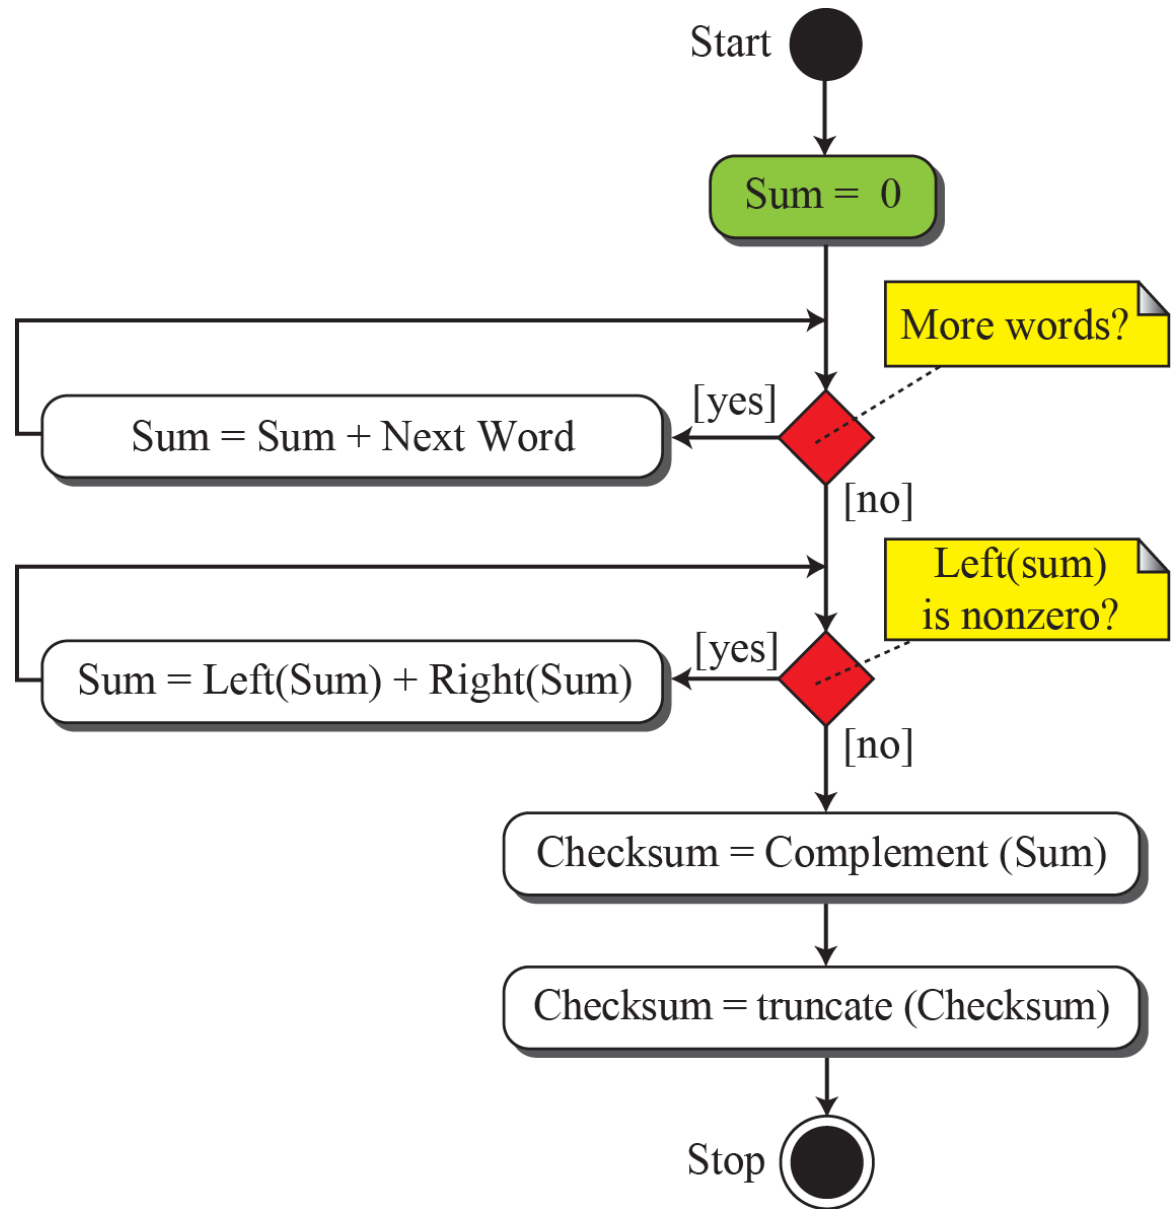 Start
Sum = 0
More words?
[yes]
Sum = Sum + Next Word
[no]
Left(sum)
is nonzero?
[yes]
Sum = Left(Sum) + Right(Sum)
[no]
Checksum = Complement (Sum)
Checksum = truncate (Checksum)
Stop